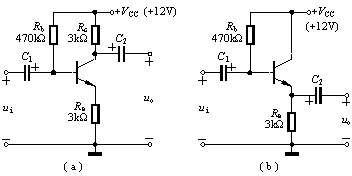 +VCC (+12V)
Rb
470kΩ
Rc
3kΩ
C2
+
+
C1
+
+
ui
uo
Re
3kΩ
−
−
( a )
+VCC
(+12V)
Rb
470kΩ
C1
+
+
C2
+
+
ui
uo
Re
3kΩ
−
−
( b )